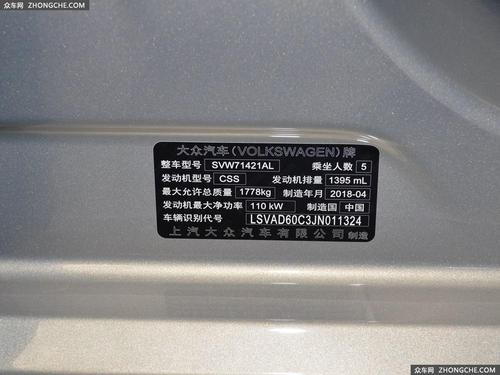 众车网 / ZHONGCHE.COM
大众汽车(VOLKSWAGEN)牌
整车型号 SVW71421AL 乘坐人数 5
发动机型号 CSS 发动机排量 1395 mL
最大允许总质量 1778kg 制造年月 2018-04
发动机最大净功率 110 kW 制造国 中国
车辆识别代号 LSVAD60C3JN011324
上汽大众汽车有限公司 制造
众车网
ZHONGCHE.COM